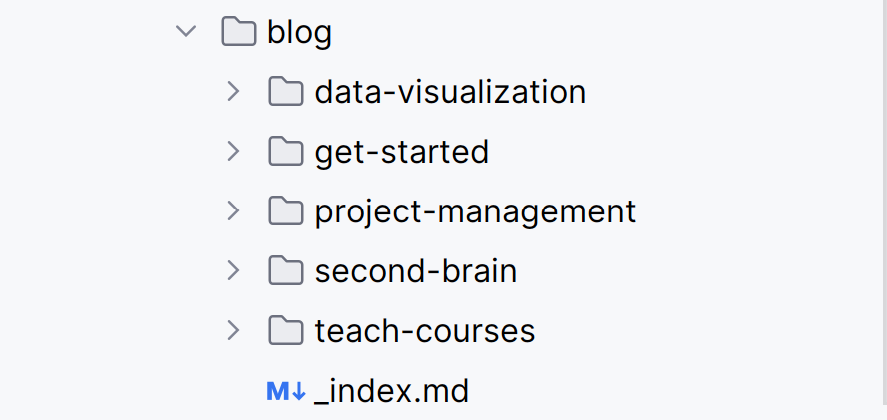 blog
data-visualization
get-started
project-management
second-brain
teach-courses
M↓ _index.md